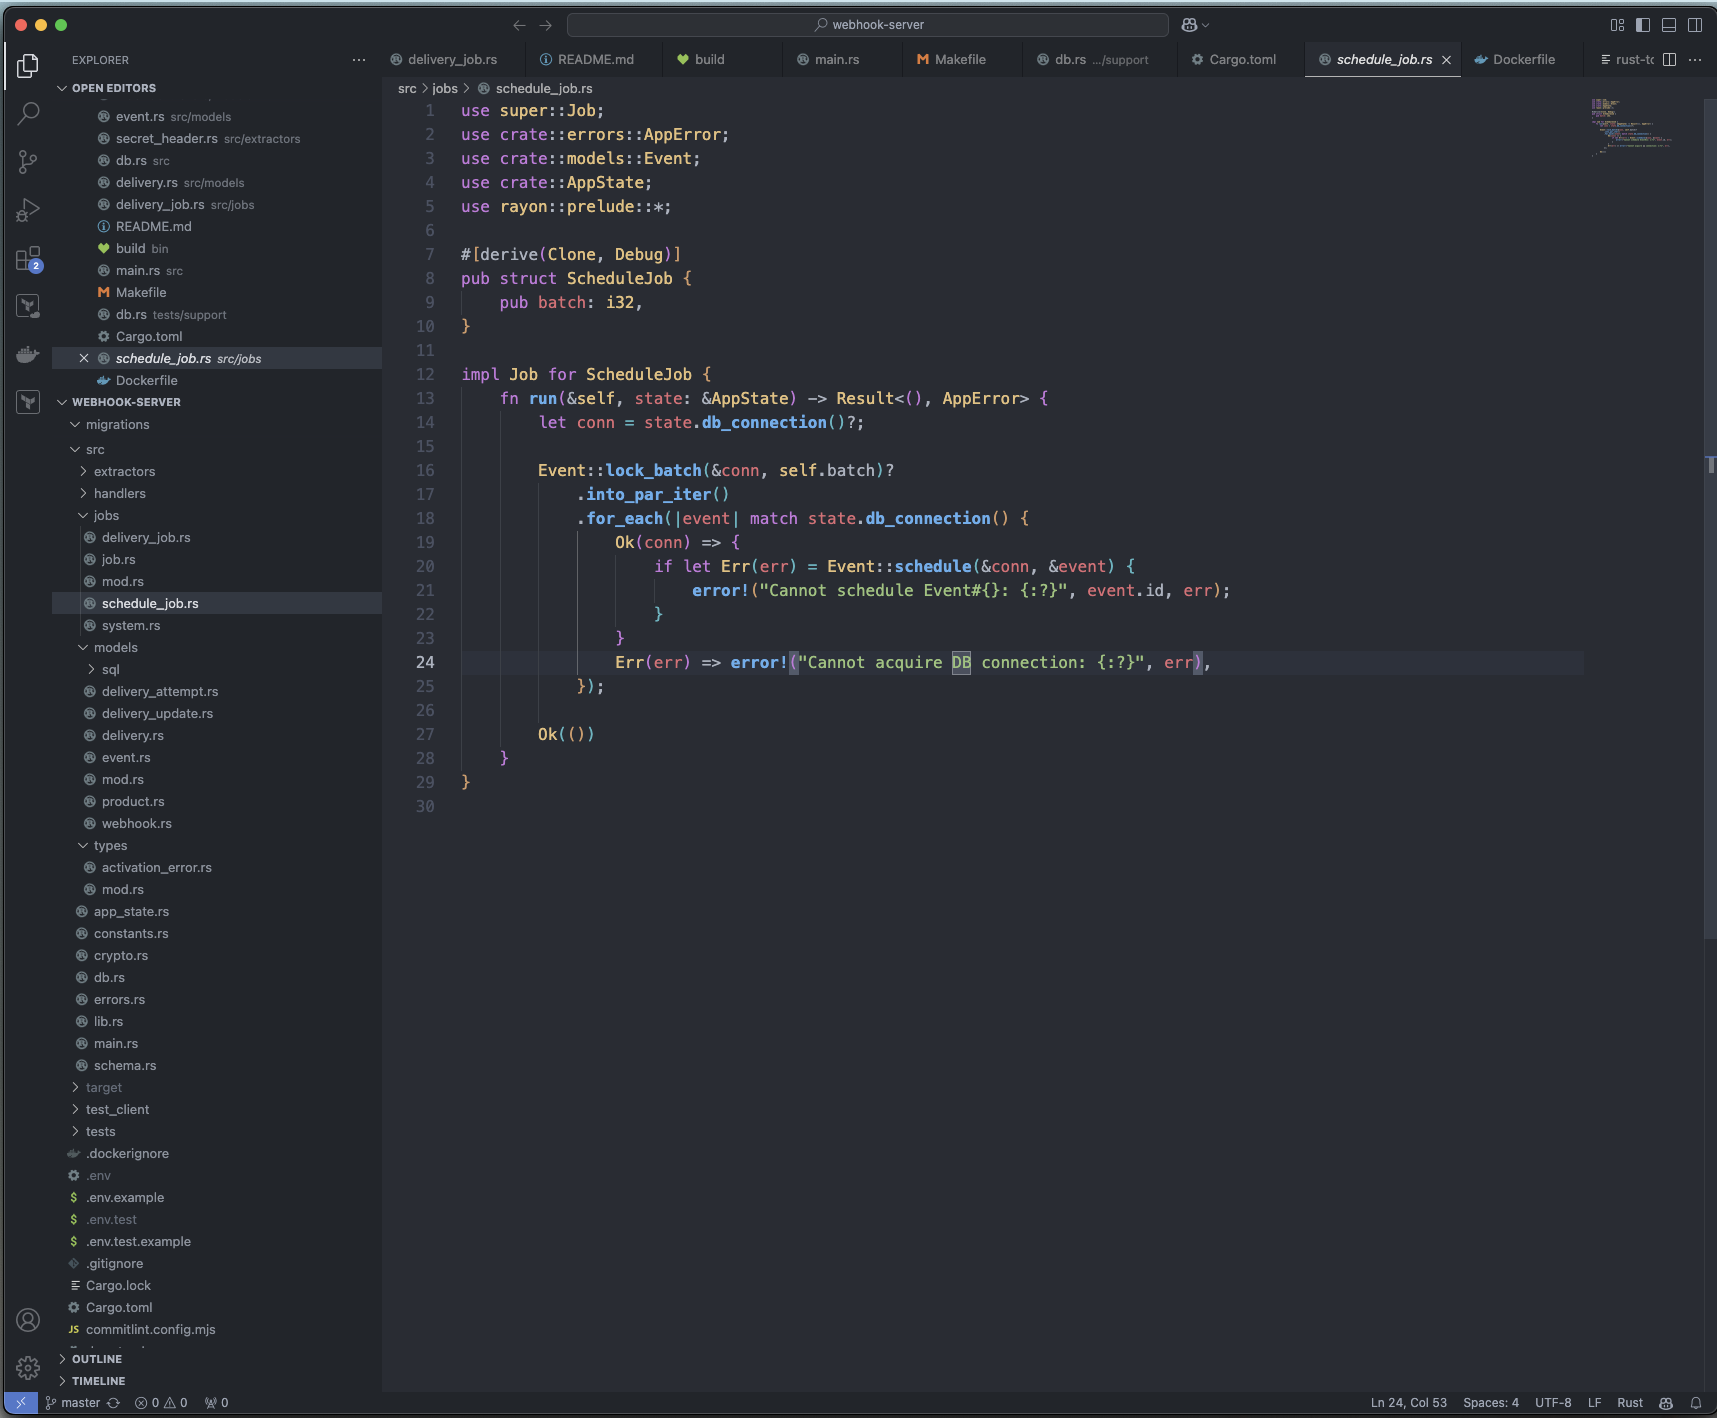 webhook-server
EXPLORER
OPEN EDITORS
event.rs src/models
secret_header.rs src/extractors
db.rs src
delivery.rs src/models
delivery_job.rs src/jobs
README.md
build bin
main.rs src
Makefile
db.rs tests/support
Cargo.toml
schedule_job.rs src/jobs
Dockerfile
WEBHOOK-SERVER
migrations
src
extractors
handlers
jobs
delivery_job.rs
job.rs
mod.rs
schedule_job.rs
system.rs
models
sql
delivery_attempt.rs
delivery_update.rs
delivery.rs
event.rs
mod.rs
product.rs
webhook.rs
types
activation_error.rs
mod.rs
app_state.rs
constants.rs
crypto.rs
db.rs
errors.rs
lib.rs
main.rs
schema.rs
target
test_client
tests
.dockerignore
.env
.env.example
.env.test
.env.test.example
.gitignore
Cargo.lock
Cargo.toml
JS commitlint.config.mjs
OUTLINE
TIMELINE
2
delivery_job.rs README.md build main.rs Makefile db.rs .../support Cargo.toml schedule_job.rs Dockerfile rust-to
src > jobs > schedule_job.rs
1 use super::Job;
2 use crate::errors::AppError;
3 use crate::models::Event;
4 use crate::AppState;
5 use rayon::prelude::*;
6
7 #[derive(Clone, Debug)]
8 pub struct ScheduleJob {
9     pub batch: i32,
10 }
11
12 impl Job for ScheduleJob {
13     fn run(&self, state: &AppState) -> Result<(), AppError> {
14         let conn = state.db_connection()?;
15
16         Event::lock_batch(&conn, self.batch)?
17             .into_par_iter()
18             .for_each(|event| match state.db_connection() {
19                 Ok(conn) => {
20                     if let Err(err) = Event::schedule(&conn, &event) {
21                         error!("Cannot schedule Event#{}: {:?}", event.id, err);
22                     }
23                 }
24                 Err(err) => error!("Cannot acquire DB connection: {:?}", err),
25             });
26
27         Ok(())
28     }
29 }
30
master 0 0 0
Ln 24, Col 53 Spaces: 4 UTF-8 LF Rust